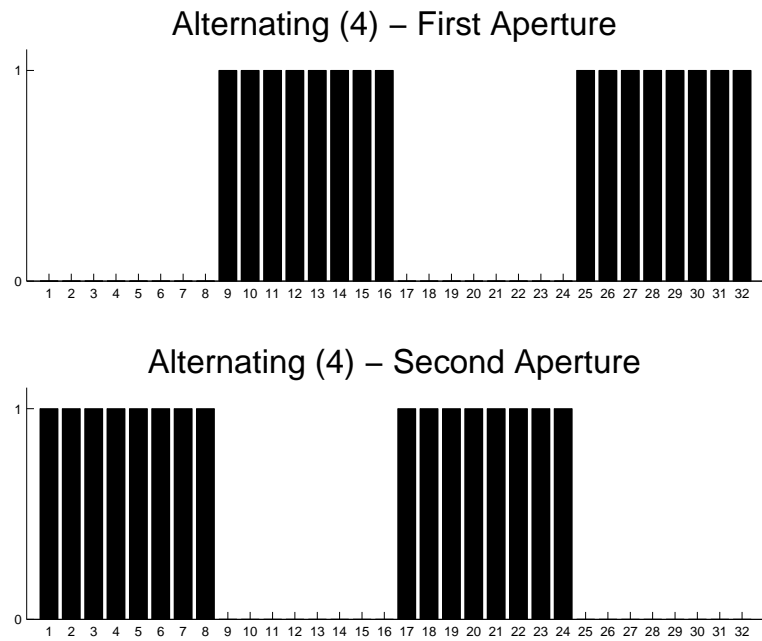 Alternating (4) – First Aperture
1
0
1 2 3 4 5 6 7 8 9 10 11 12 13 14 15 16 17 18 19 20 21 22 23 24 25 26 27 28 29 30 31 32
Alternating (4) – Second Aperture
1
0
1 2 3 4 5 6 7 8 9 10 11 12 13 14 15 16 17 18 19 20 21 22 23 24 25 26 27 28 29 30 31 32